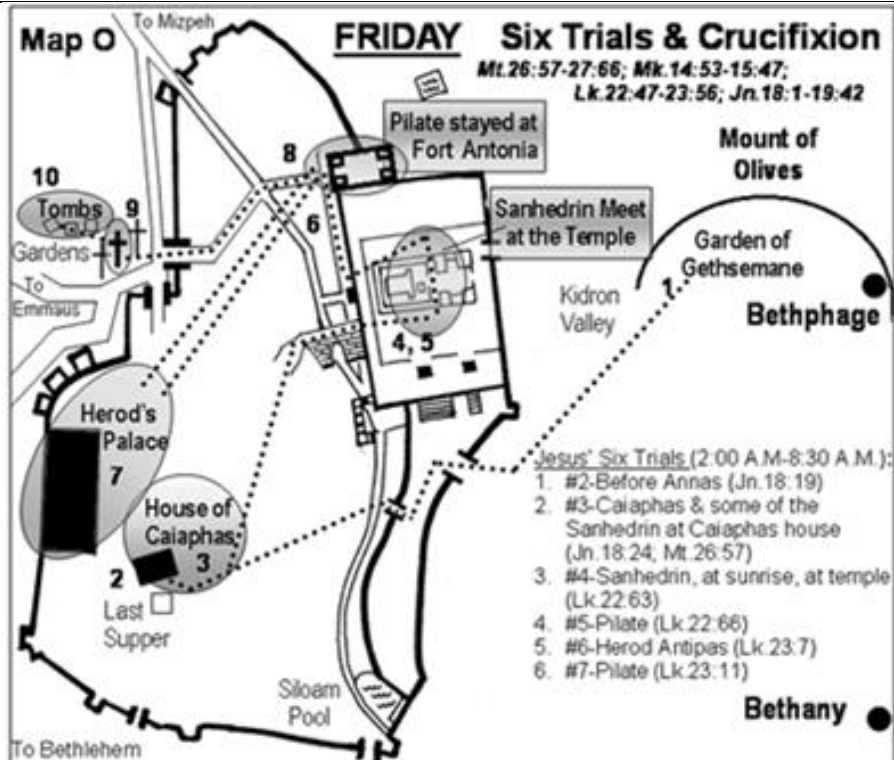 To Mizpeh
Map O
FRIDAY Six Trials & Crucifixion
Mt.26:57-27:66; Mk.14:53-15:47;
Lk.22:47-23:56; Jn.18:1-19:42
Pilate stayed at
Fort Antonia
8
Mount of
Olives
10
Tombs
9
Gardens
6
Sanhedrin Meet
at the Temple
Garden of
Gethsemane
1
To
Emmaus
Kidron
Valley
Bethphage
4, 5
Herod's
Palace
7
House of
Caiaphas
3
2
Last
Supper
Jesus' Six Trials (2:00 A.M-8:30 A.M.):
1. #2-Before Annas (Jn.18:19)
2. #3-Caiaphas & some of the
Sanhedrin at Caiaphas house
(Jn.18:24; Mt.26:57)
3. #4-Sanhedrin, at sunrise, at temple
(Lk.22:63)
4. #5-Pilate (Lk.22:66)
5. #6-Herod Antipas (Lk.23:7)
6. #7-Pilate (Lk.23:11)
Siloam
Pool
Bethany
To Bethlehem